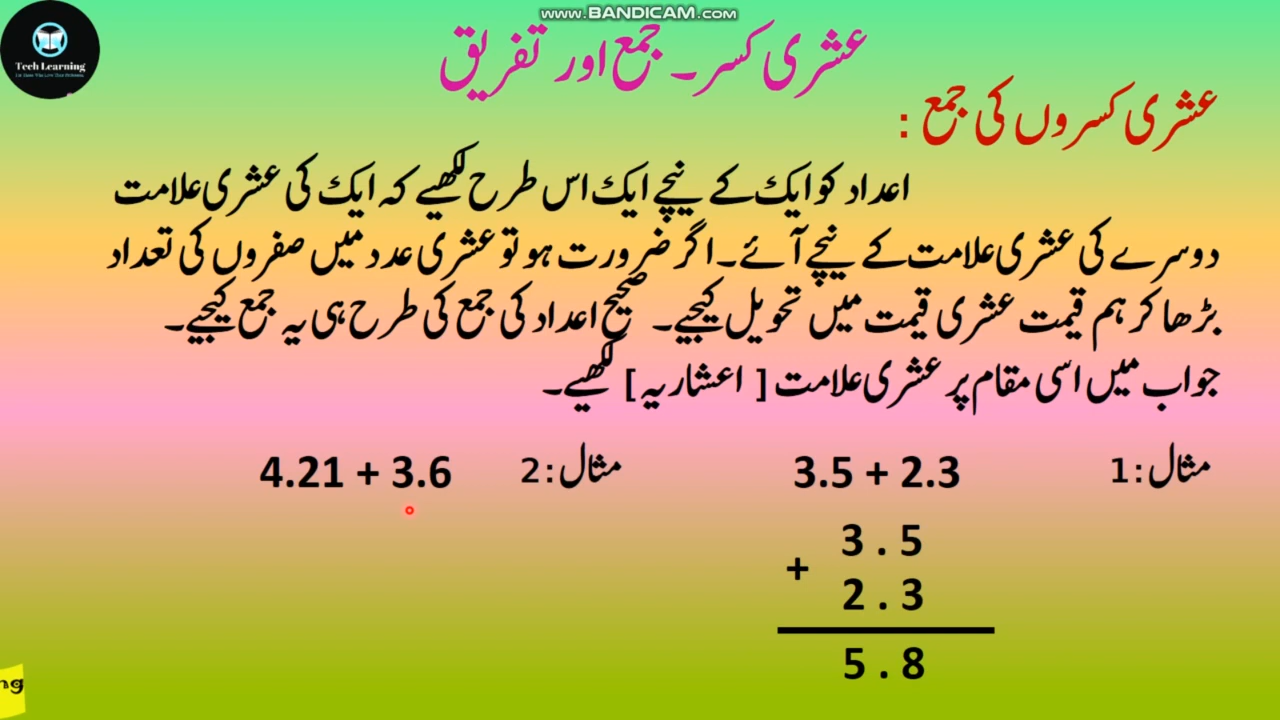 www.BANDICAM.com
Tech Learning
عشری کسر۔ جمع اور تفریق
عشری کسروں کی جمع :
اعداد کو ایک کے نیچے ایک اس طرح لکھیے کہ ایک کی عشری علامت
دوسرے کی عشری علامت کے نیچے آئے۔ اگر ضرورت ہو تو عشری عدد میں صفروں کی تعداد
بڑھا کر ہم قیمت عشری قیمت میں تحویل کیجیے۔ صحیح اعداد کی جمع کی طرح ہی یہ جمع کیجیے۔
جواب میں اسی مقام پر عشری علامت [ اعشاریہ ] لکھیے۔
مثال :1 3.5 + 2.3
مثال :2 4.21 + 3.6
3 . 5
+
2 . 3
5 . 8
ng